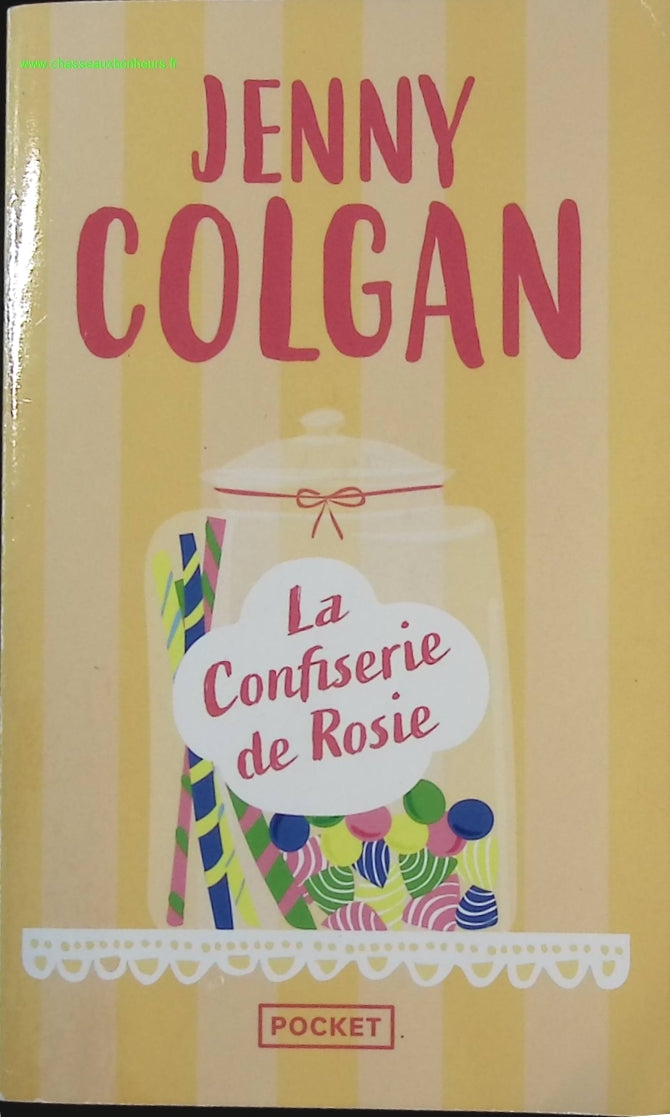 www.chasseauxbonheurs.fr
JENNY
COLGAN
La
Confiserie
de Rosie
POCKET